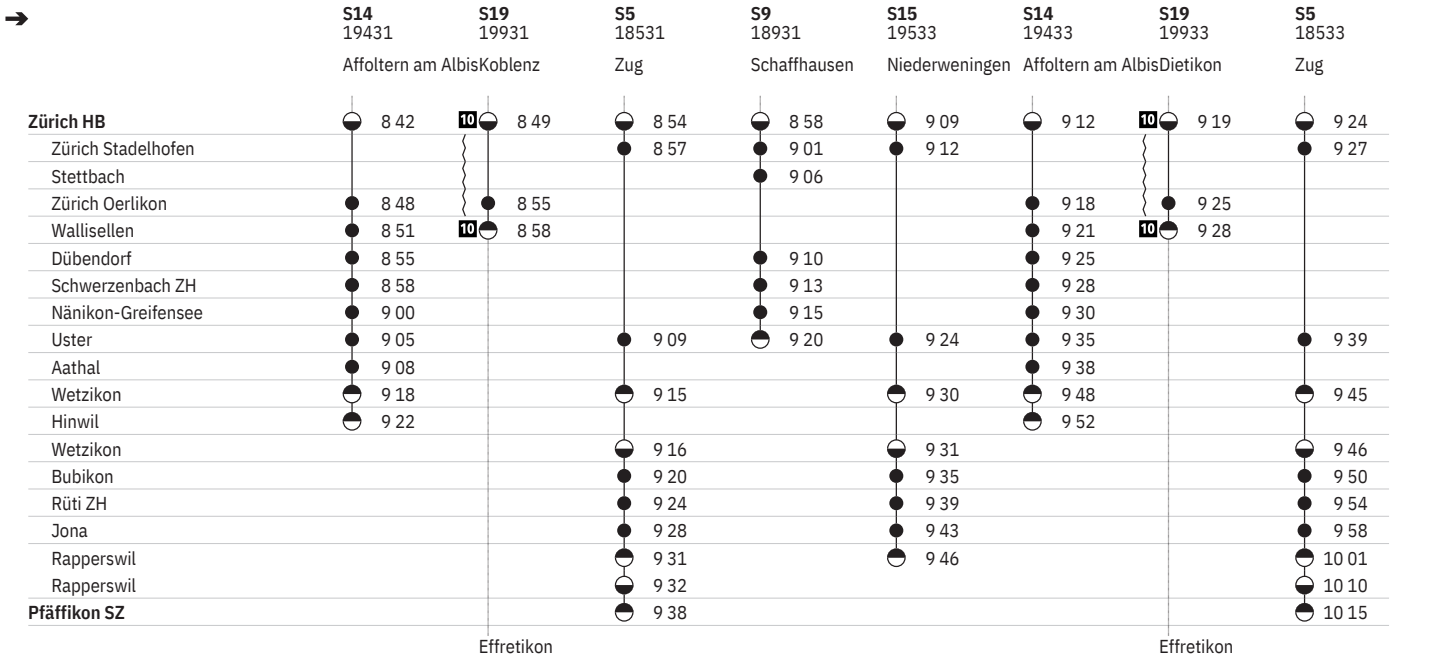 ➔ S14 S19 S5 S9 S15 S14 S19 S5
19431 19931 18531 18931 19533 19433 19933 18533
Affoltern am Albis Koblenz Zug Schaffhausen Niederweningen Affoltern am Albis Dietikon Zug
Zürich HB 8 42 10 8 49 8 54 8 58 9 09 9 12 10 9 19 9 24
Zürich Stadelhofen 8 57 9 01 9 12 9 27
Stettbach 9 06
Zürich Oerlikon 8 48 8 55 9 18 9 25
Wallisellen 8 51 10 8 58 9 21 10 9 28
Dübendorf 8 55 9 10 9 25
Schwerzenbach ZH 8 58 9 13 9 28
Nänikon-Greifensee 9 00 9 15 9 30
Uster 9 05 9 09 9 20 9 24 9 35 9 39
Aathal 9 08 9 38
Wetzikon 9 18 9 15 9 30 9 48 9 45
Hinwil 9 22 9 52
Wetzikon 9 16 9 31 9 46
Bubikon 9 20 9 35 9 50
Rüti ZH 9 24 9 39 9 54
Jona 9 28 9 43 9 58
Rapperswil 9 31 9 46 10 01
Rapperswil 9 32 10 10
Pfäffikon SZ 9 38 10 15
Effretikon Effretikon